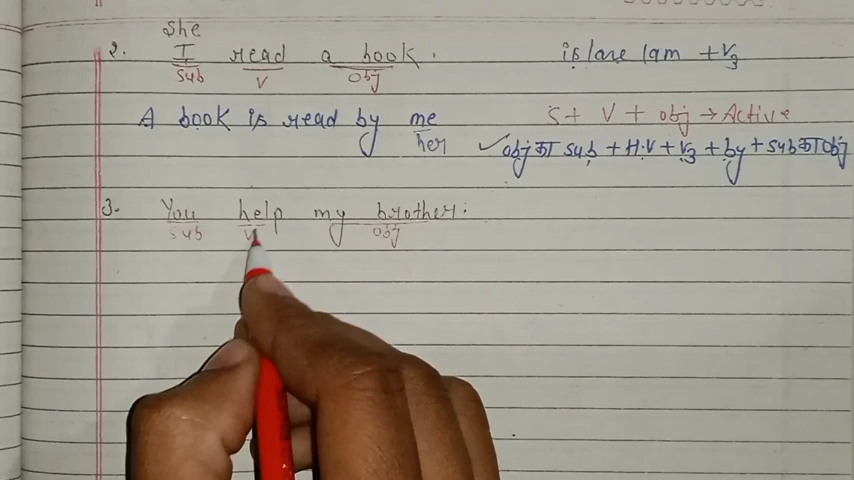 She
2. I read a book. is/are/am + V3
sub V obj
A book is read by me S + V + obj → Active
her ✓obj का sub + H.V + V3 + by + sub का obj
3. You help my brother.
sub V obj